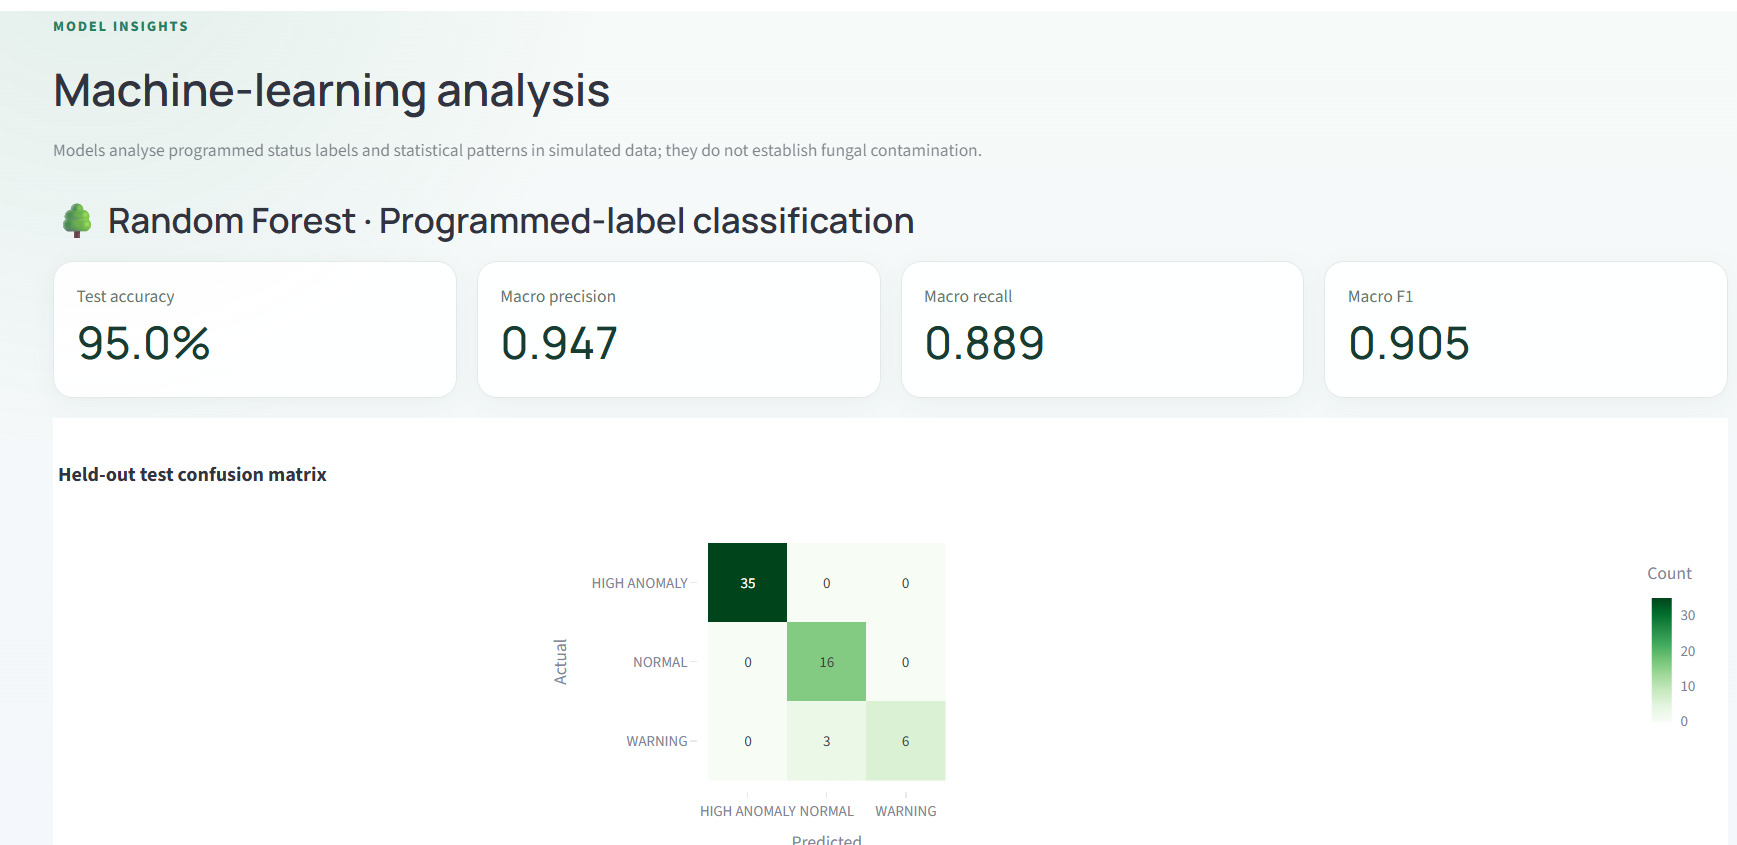 MODEL INSIGHTS
Machine-learning analysis
Models analyse programmed status labels and statistical patterns in simulated data; they do not establish fungal contamination.
Random Forest · Programmed-label classification
Test accuracy
95.0%
Macro precision
0.947
Macro recall
0.889
Macro F1
0.905
Held-out test confusion matrix
Actual
HIGH ANOMALY 35 0 0
NORMAL 0 16 0
WARNING 0 3 6
HIGH ANOMALY NORMAL WARNING
Predicted
Count
30
20
10
0